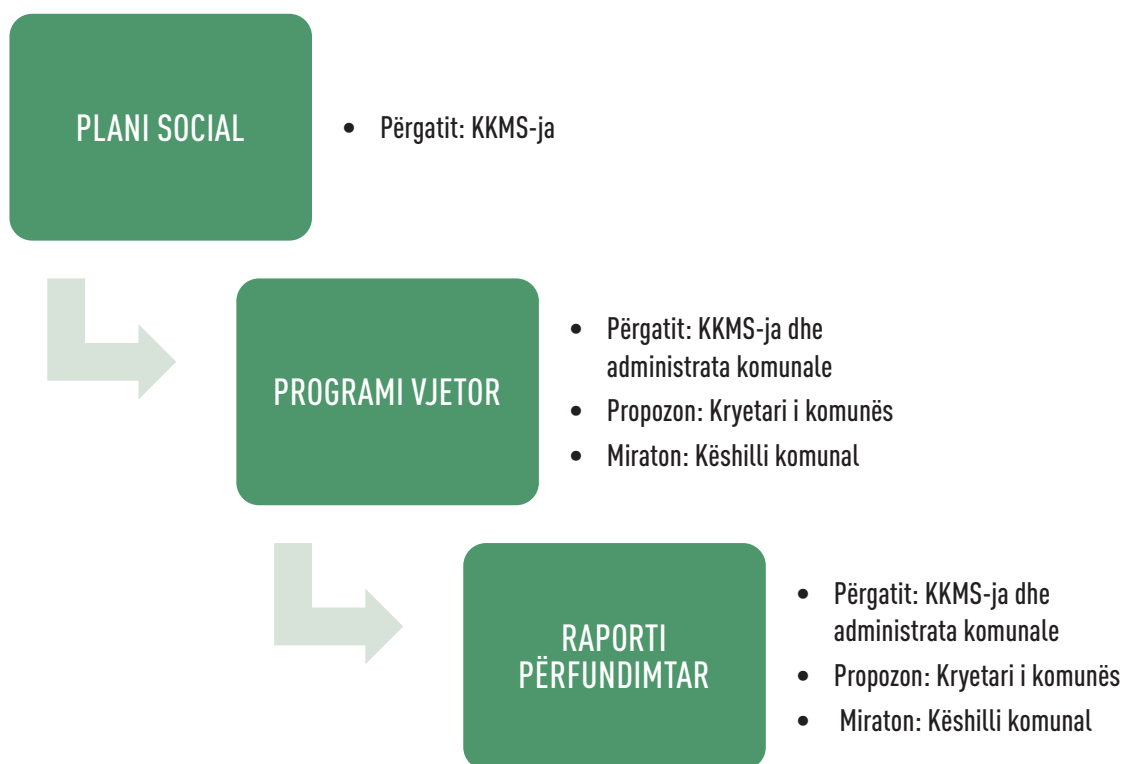 PLANI SOCIAL
• Përgatit: KKMS-ja
PROGRAMI VJETOR
• Përgatit: KKMS-ja dhe
administrata komunale
• Propozon: Kryetari i komunës
• Miraton: Këshilli komunal
RAPORTI
PËRFUNDIMTAR
• Përgatit: KKMS-ja dhe
administrata komunale
• Propozon: Kryetari i komunës
• Miraton: Këshilli komunal